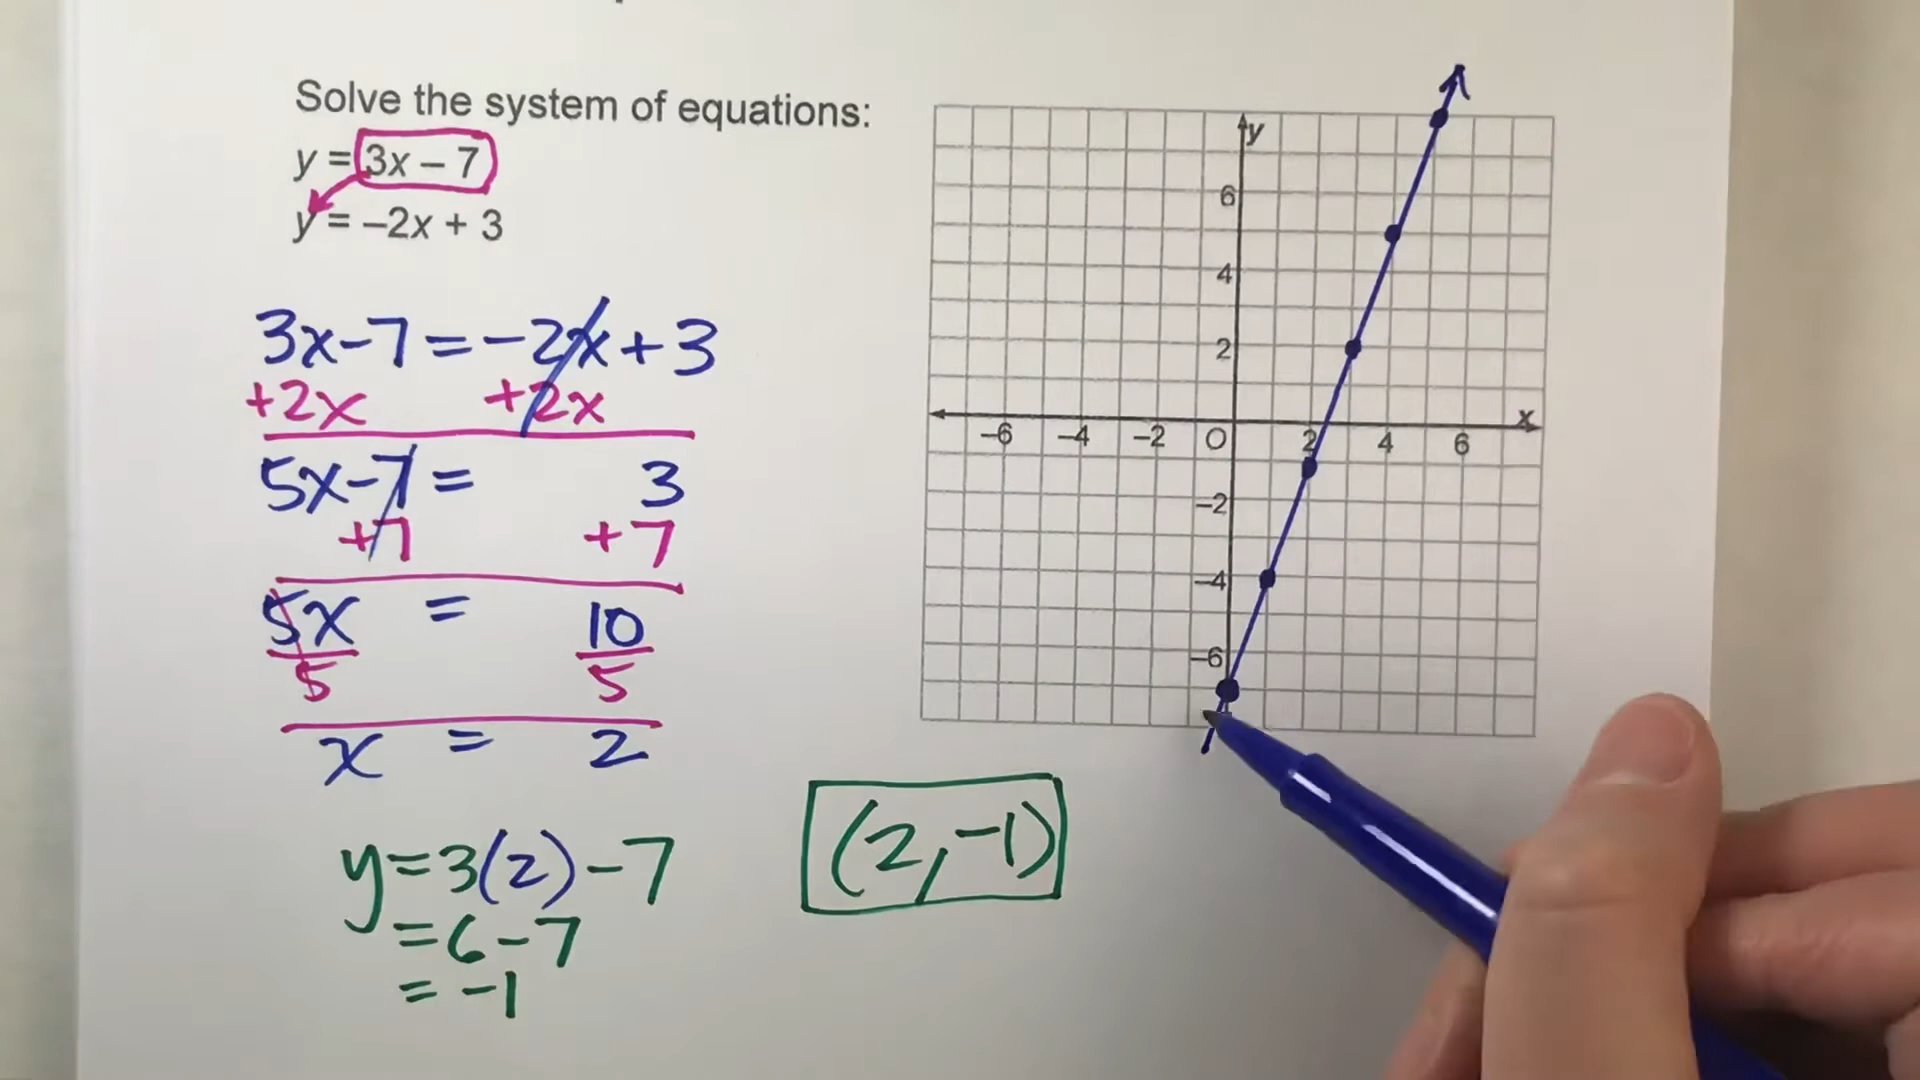 Solve the system of equations:
y = 3x – 7
y = –2x + 3
3x-7=-2x+3
+2x +2x
5x-7= 3
+7 +7
5x = 10
5 5
x = 2
y=3(2)-7
=6-7
=-1
(2,-1)
y
6
4
2
x
–6 –4 –2 O 2 4 6
–2
–4
–6